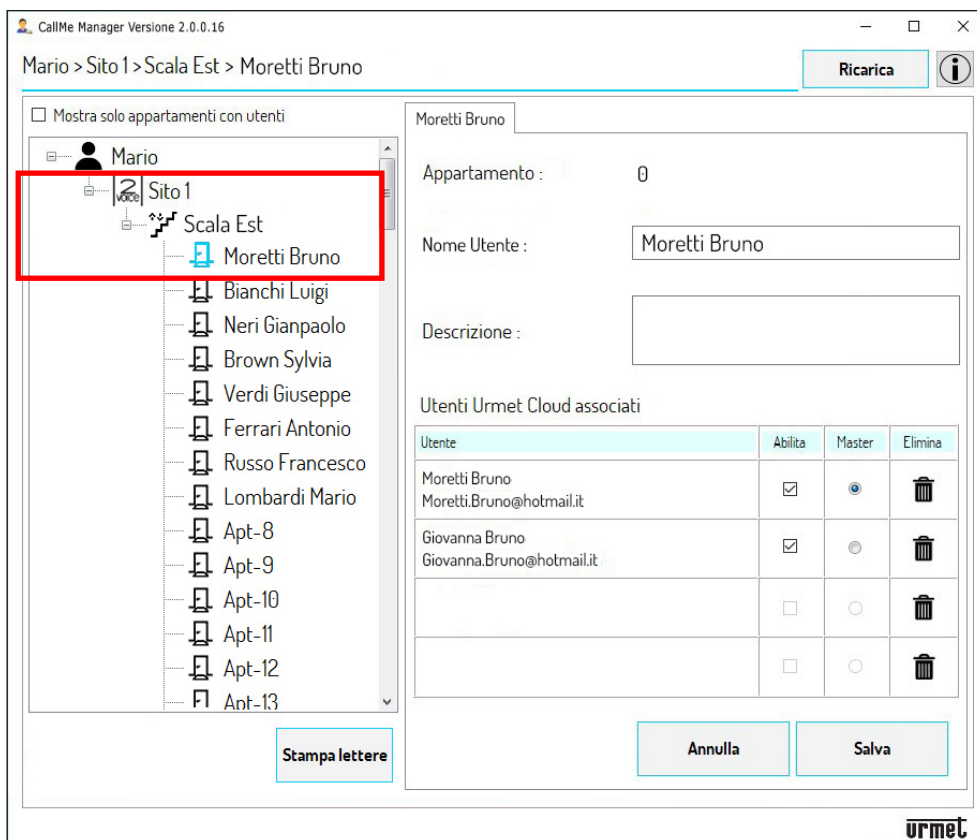 CallMe Manager Versione 2.0.0.16
Mario > Sito 1 > Scala Est > Moretti Bruno
Ricarica
i
Mostra solo appartamenti con utenti
Mario
2 VOICE Sito 1
Scala Est
Moretti Bruno
Bianchi Luigi
Neri Gianpaolo
Brown Sylvia
Verdi Giuseppe
Ferrari Antonio
Russo Francesco
Lombardi Mario
Apt-8
Apt-9
Apt-10
Apt-11
Apt-12
Apt-13
Stampa lettere
Moretti Bruno
Appartamento : 0
Nome Utente : Moretti Bruno
Descrizione :
Utenti Urmet Cloud associati
Utente Abilita Master Elimina
Moretti Bruno
Moretti.Bruno@hotmail.it
Giovanna Bruno
Giovanna.Bruno@hotmail.it
Annulla Salva
urmet